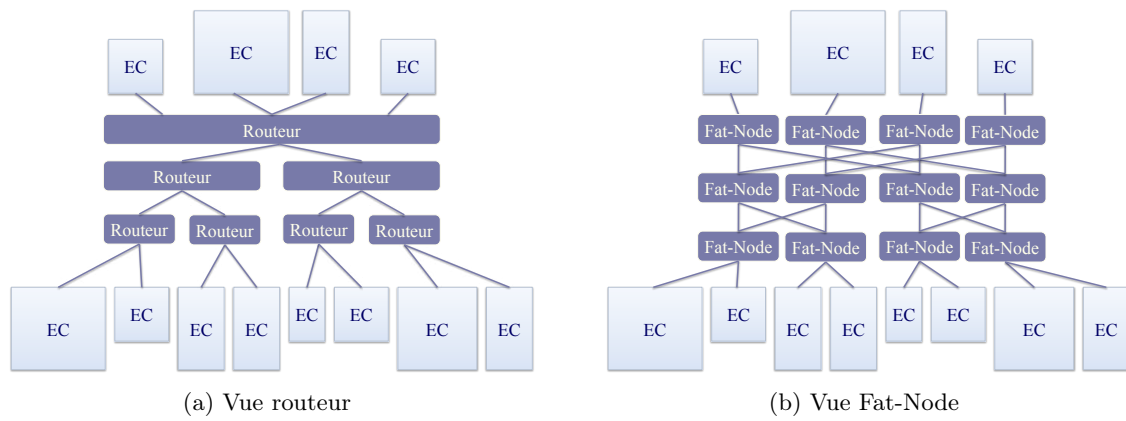 EC EC EC EC
Routeur
Routeur Routeur
Routeur Routeur Routeur Routeur
EC EC EC EC EC EC EC EC
(a) Vue routeur
EC EC EC EC
Fat-Node Fat-Node Fat-Node Fat-Node
Fat-Node Fat-Node Fat-Node Fat-Node
Fat-Node Fat-Node Fat-Node Fat-Node
EC EC EC EC EC EC EC EC
(b) Vue Fat-Node